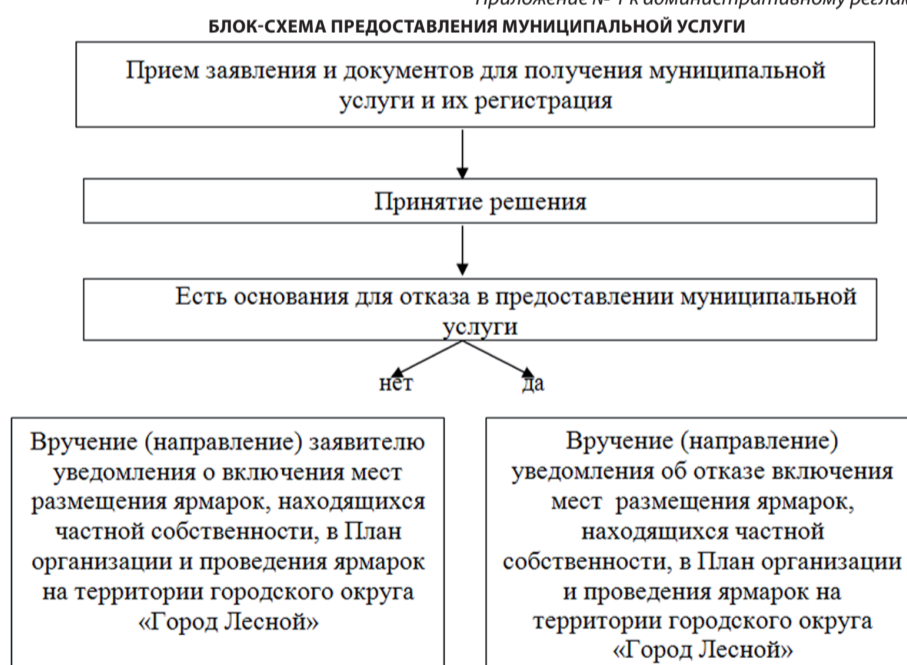 Приложение № 1 к административному реглам
БЛОК-СХЕМА ПРЕДОСТАВЛЕНИЯ МУНИЦИПАЛЬНОЙ УСЛУГИ
Прием заявления и документов для получения муниципальной
услуги и их регистрация
Принятие решения
Есть основания для отказа в предоставлении муниципальной
услуги
нет
да
Вручение (направление) заявителю
уведомления о включения мест
размещения ярмарок, находящихся
частной собственности, в План
организации и проведения ярмарок
на территории городского округа
«Город Лесной»
Вручение (направление)
уведомления об отказе включения
мест размещения ярмарок,
находящихся частной
собственности, в План организации
и проведения ярмарок на
территории городского округа
«Город Лесной»